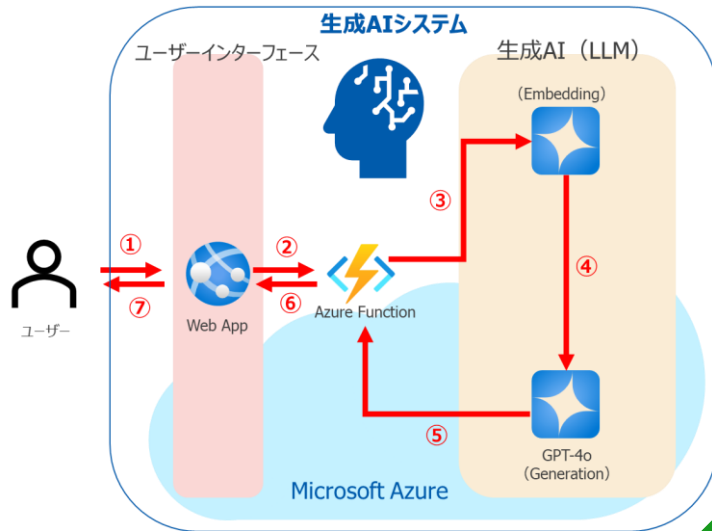 生成AIシステム
ユーザーインターフェース
生成AI（LLM）
（Embedding）
③
①
②
④
⑦
⑥
ユーザー
Web App
Azure Function
⑤
GPT-4o
（Generation）
Microsoft Azure